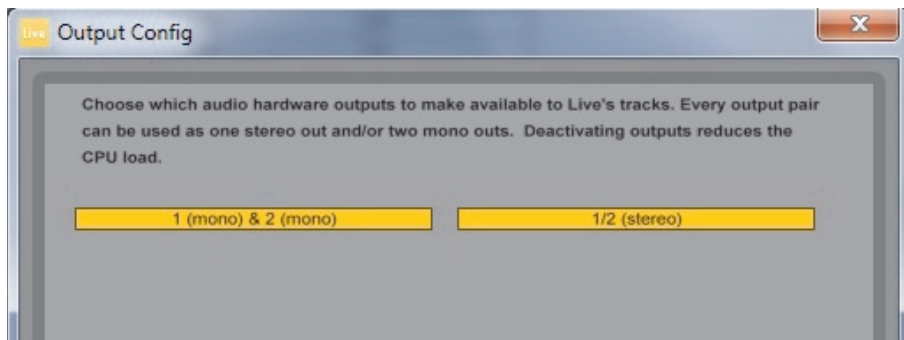 Live Output Config X
Choose which audio hardware outputs to make available to Live's tracks. Every output pair
can be used as one stereo out and/or two mono outs.  Deactivating outputs reduces the
CPU load.
1 (mono) & 2 (mono) 1/2 (stereo)